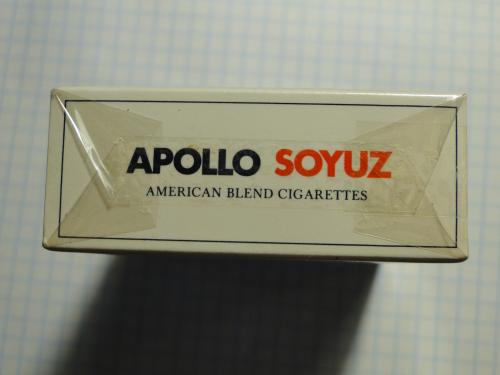 APOLLO SOYUZ
AMERICAN BLEND CIGARETTES